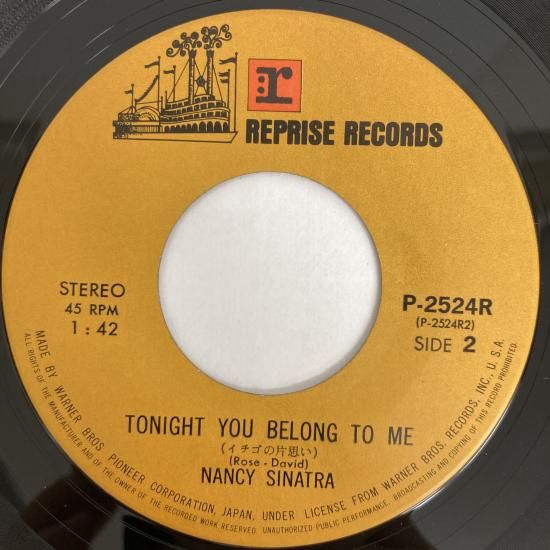 r
REPRISE RECORDS
STEREO
45 RPM
1:42
P-2524R
(P-2524R2)
SIDE 2
TONIGHT YOU BELONG TO ME
(イチゴの片思い)
(Rose - David)
NANCY SINATRA
MADE BY WARNER BROS. PIONEER CORPORATION, JAPAN, UNDER LICENSE FROM WARNER BROS. RECORDS, INC., U.S.A.
ALL RIGHTS OF THE MANUFACTURER AND OF THE OWNER OF THE RECORDED WORK RESERVED. UNAUTHORIZED PUBLIC PERFORMANCE, BROADCASTING AND COPYING OF THIS RECORD PROHIBITED.